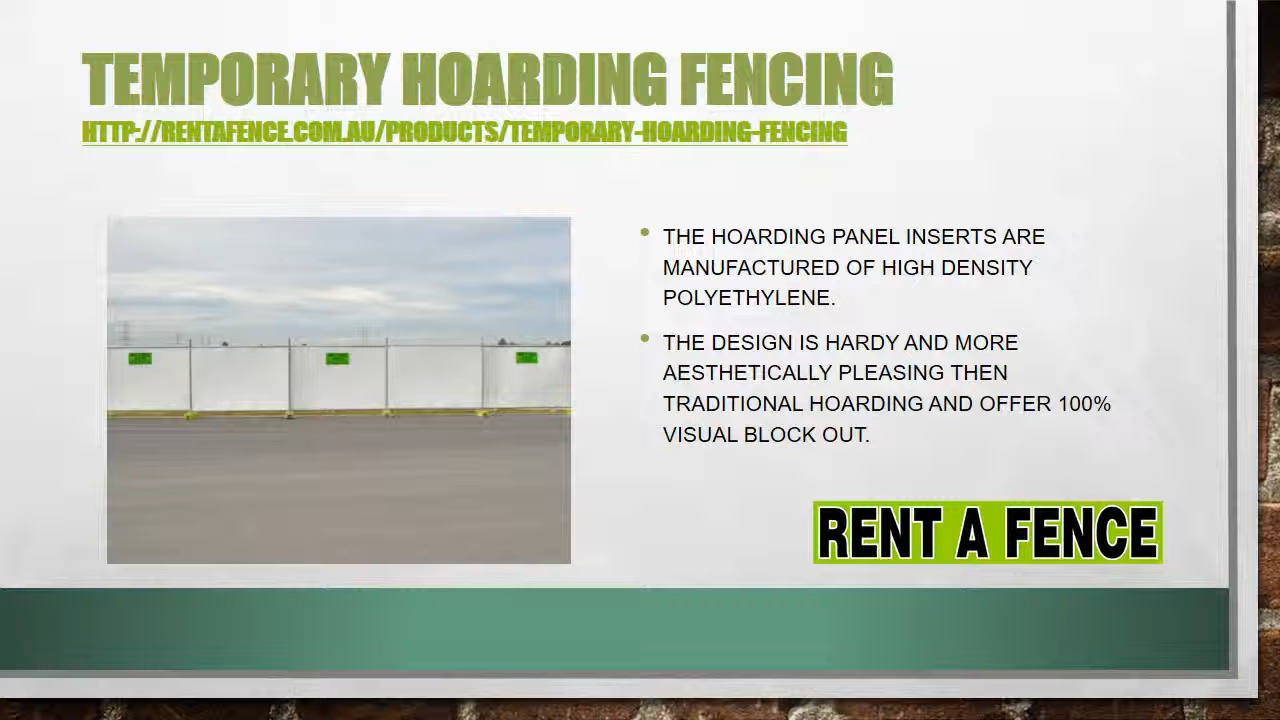 TEMPORARY HOARDING FENCING
HTTP://RENTAFENCE.COM.AU/PRODUCTS/TEMPORARY-HOARDING-FENCING
• THE HOARDING PANEL INSERTS ARE
MANUFACTURED OF HIGH DENSITY
POLYETHYLENE.
• THE DESIGN IS HARDY AND MORE
AESTHETICALLY PLEASING THEN
TRADITIONAL HOARDING AND OFFER 100%
VISUAL BLOCK OUT.
RENT A FENCE